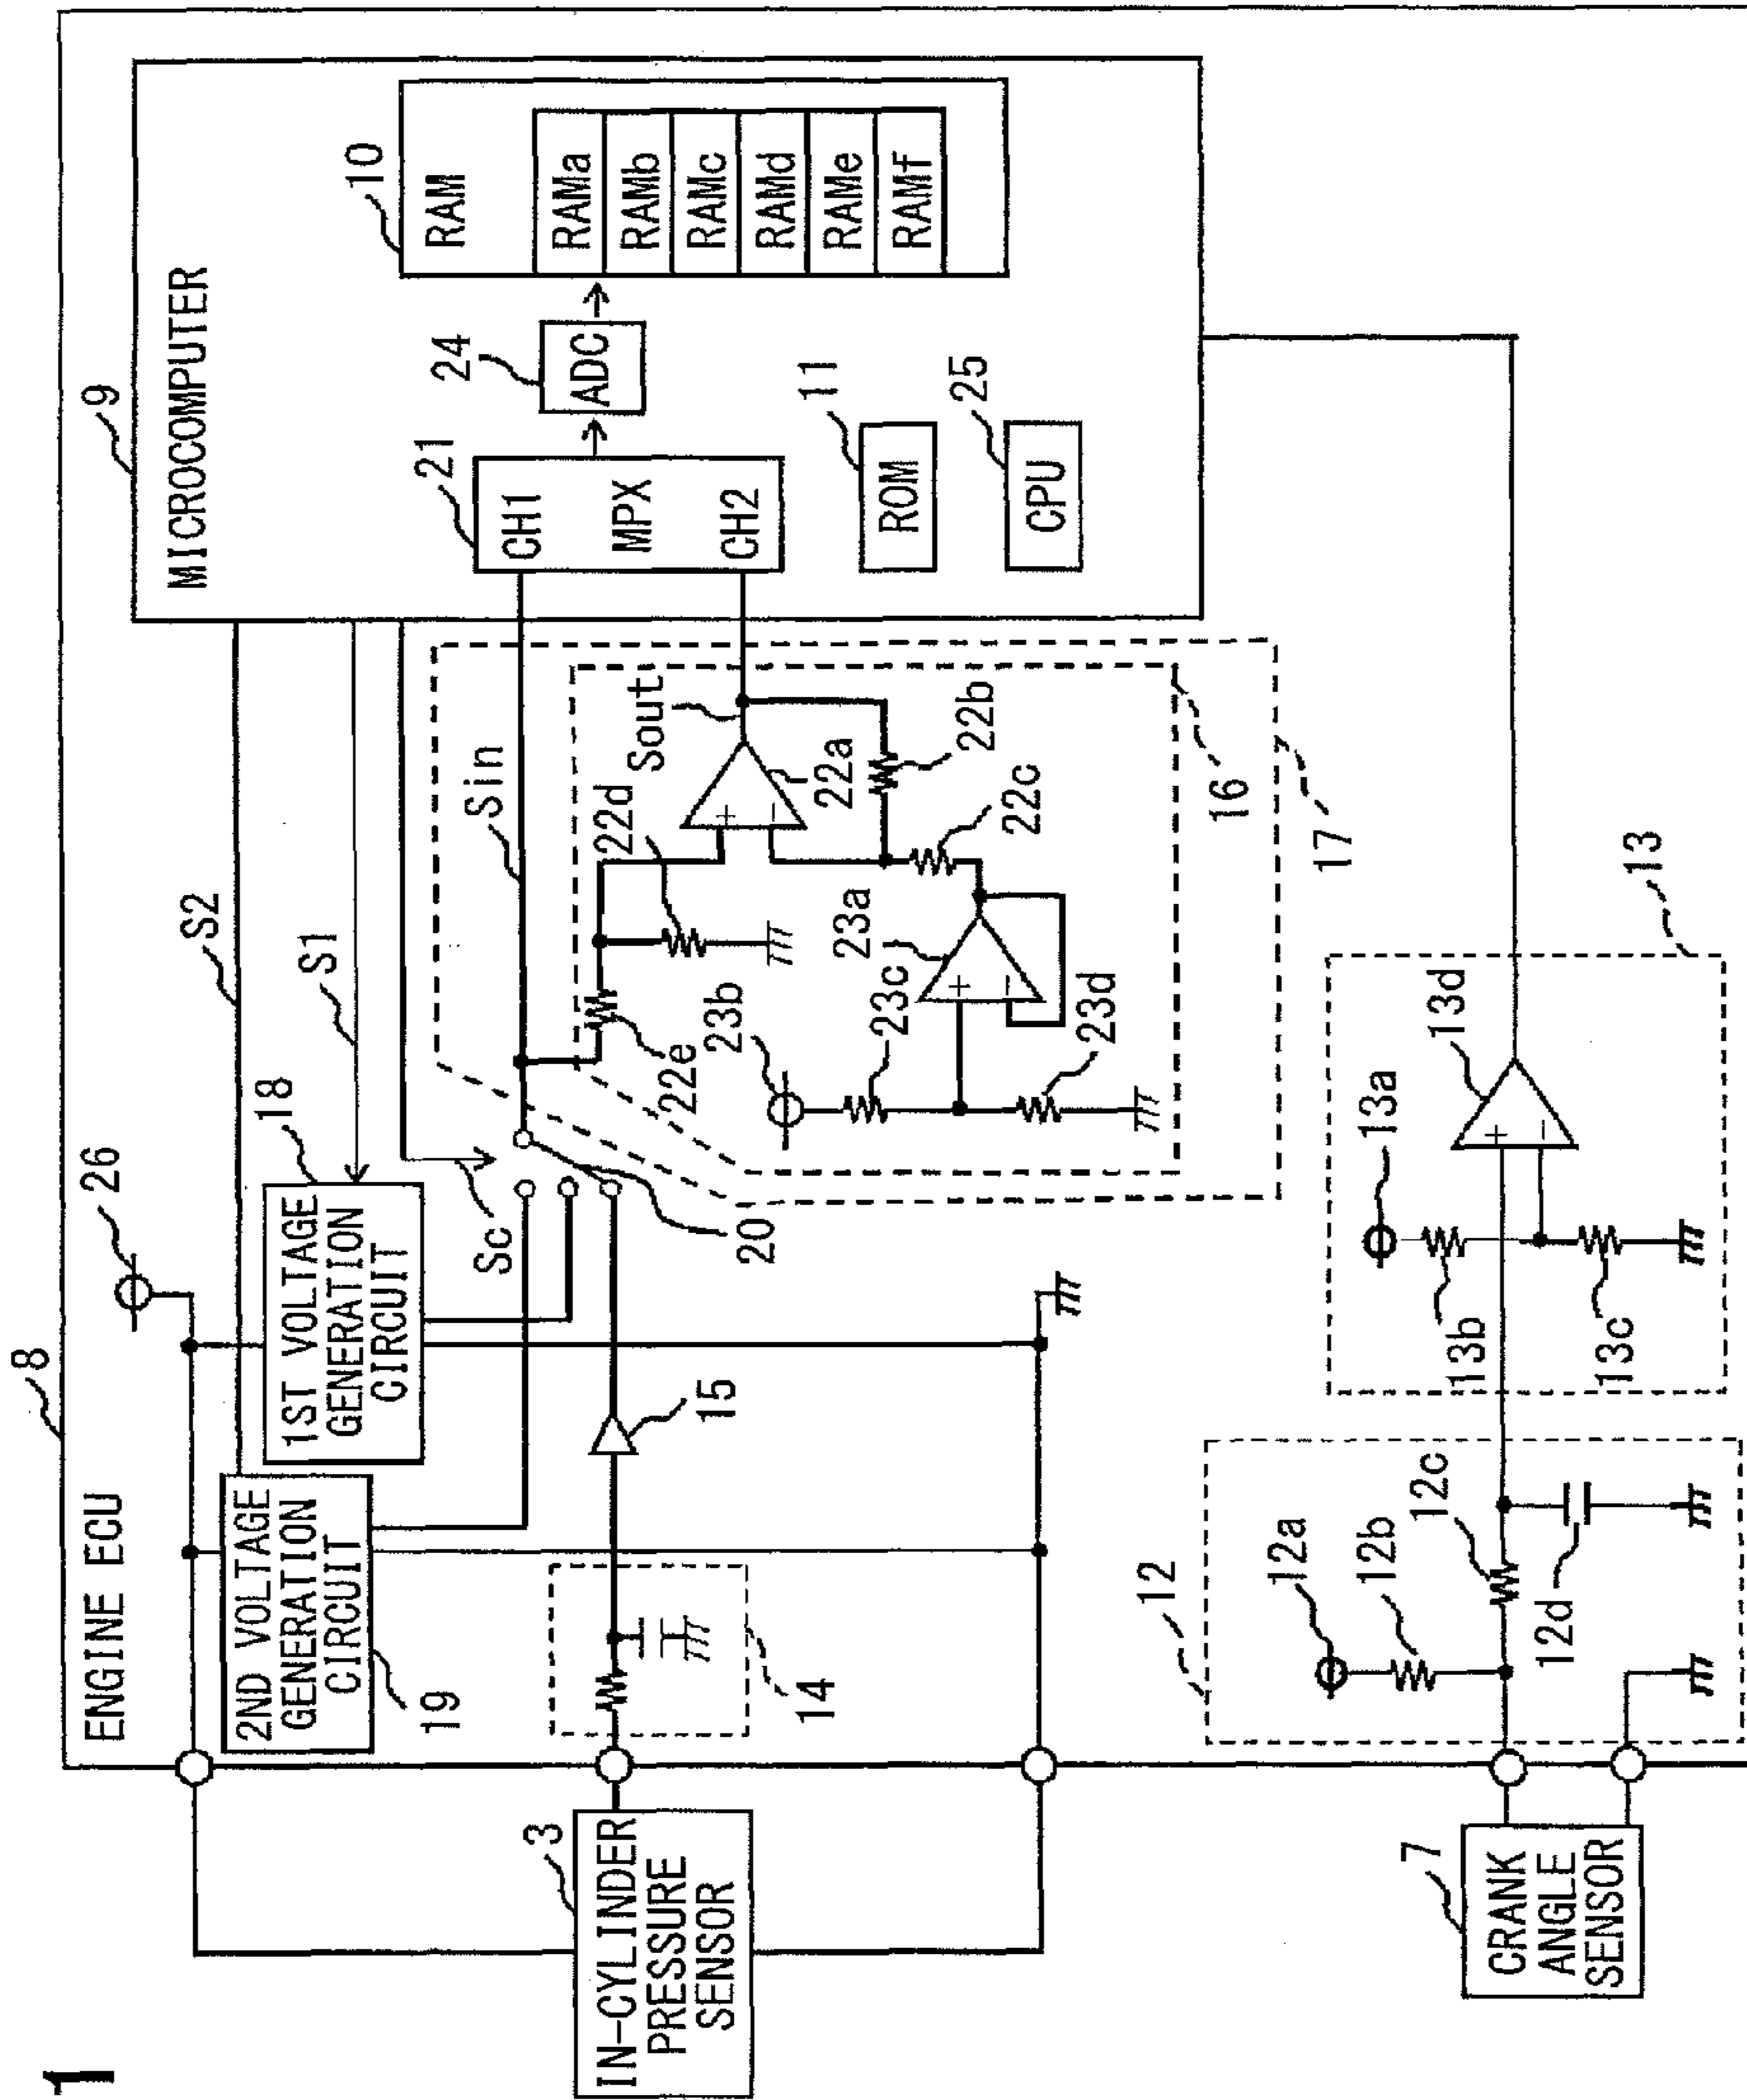 1
ENGINE ECU
8
26
2ND VOLTAGE
GENERATION
CIRCUIT
19
1ST VOLTAGE
GENERATION
CIRCUIT
18
S2
S1
Sc
20
MICROCOMPUTER
9
RAM
10
RAMa
RAMb
RAMc
RAMd
RAMe
RAMf
ADC
24
21
CH1
MPX
CH2
ROM
11
CPU
25
IN-CYLINDER
PRESSURE
SENSOR
3
14
15
Sin
Sout
22e
22d
22a
22b
22c
+
−
23b
23c
23a
23d
+
−
16
17
CRANK
ANGLE
SENSOR
7
12
12a
12b
12c
12d
13
13a
13b
13c
13d
+
−